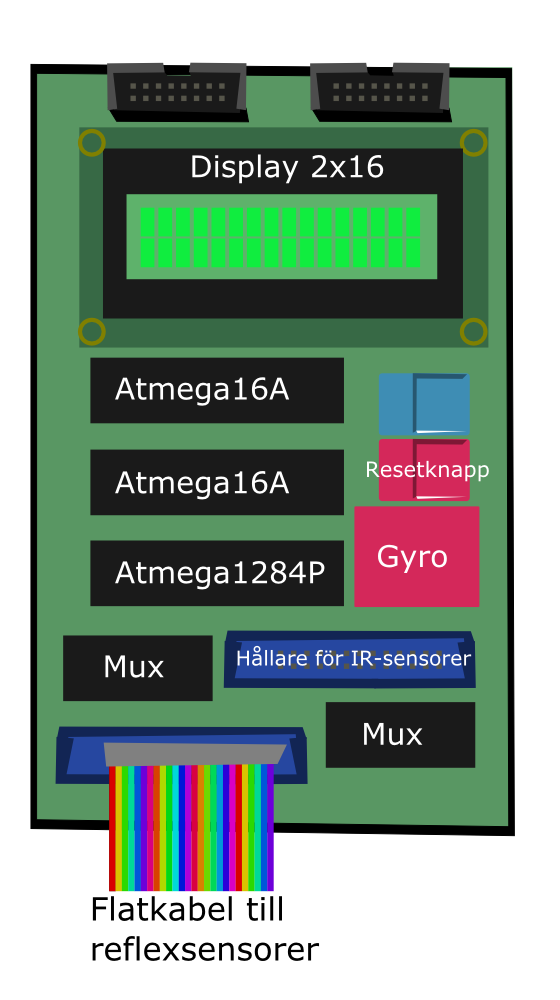 Display 2x16
Atmega16A
Atmega16A
Resetknapp
Atmega1284P
Gyro
Mux
Hållare för IR-sensorer
Mux
Flatkabel till
reflexsensorer